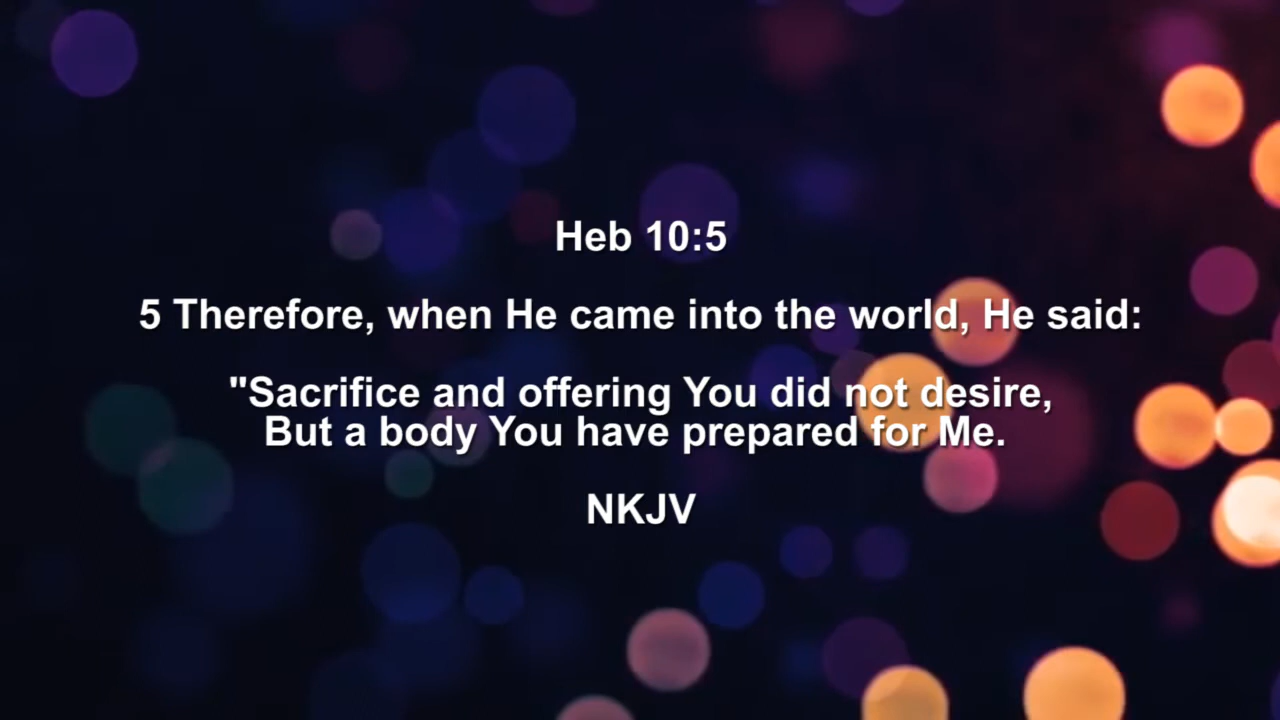 Heb 10:5
5 Therefore, when He came into the world, He said:
"Sacrifice and offering You did not desire,
But a body You have prepared for Me.
NKJV